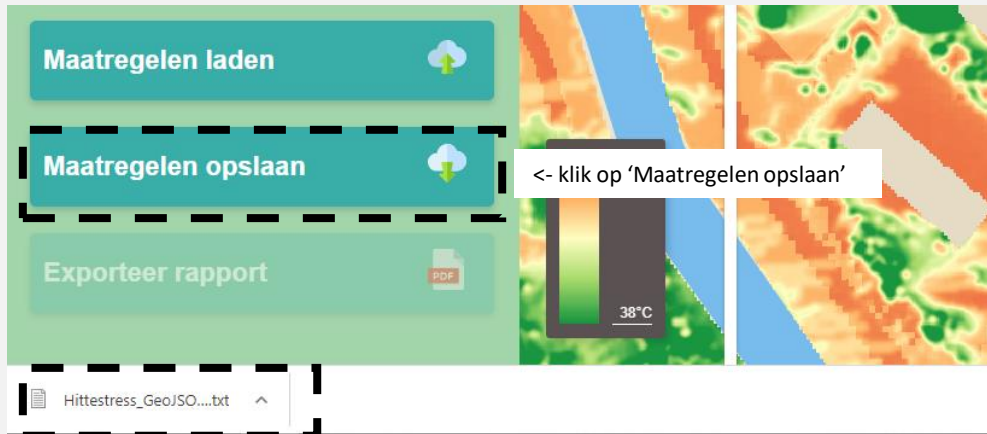 Maatregelen laden
Maatregelen opslaan
<- klik op ‘Maatregelen opslaan’
Exporteer rapport
PDF
38°C
Hittestress_GeoJSO....txt